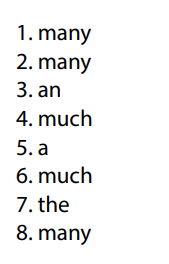 1. many
2. many
3. an
4. much
5. a
6. much
7. the
8. many